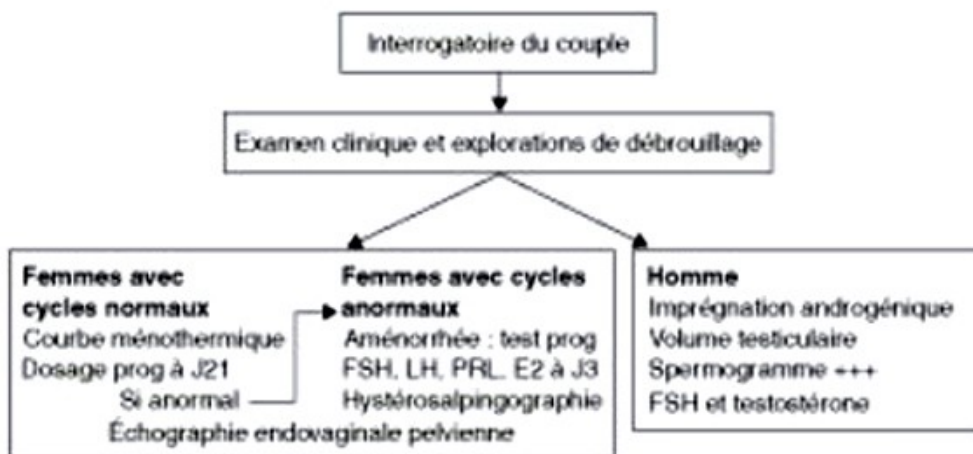 Interrogatoire du couple
Examen clinique et explorations de débrouillage
Femmes avec
cycles normaux
Courbe ménothermique
Dosage prog à J21
Si anormal
Femmes avec cycles
anormaux
Aménorrhée : test prog
FSH, LH, PRL, E2 à J3
Hystérosalpingographie
Échographie endovaginale pelvienne
Homme
Imprégnation androgénique
Volume testiculaire
Spermogramme +++
FSH et testostérone